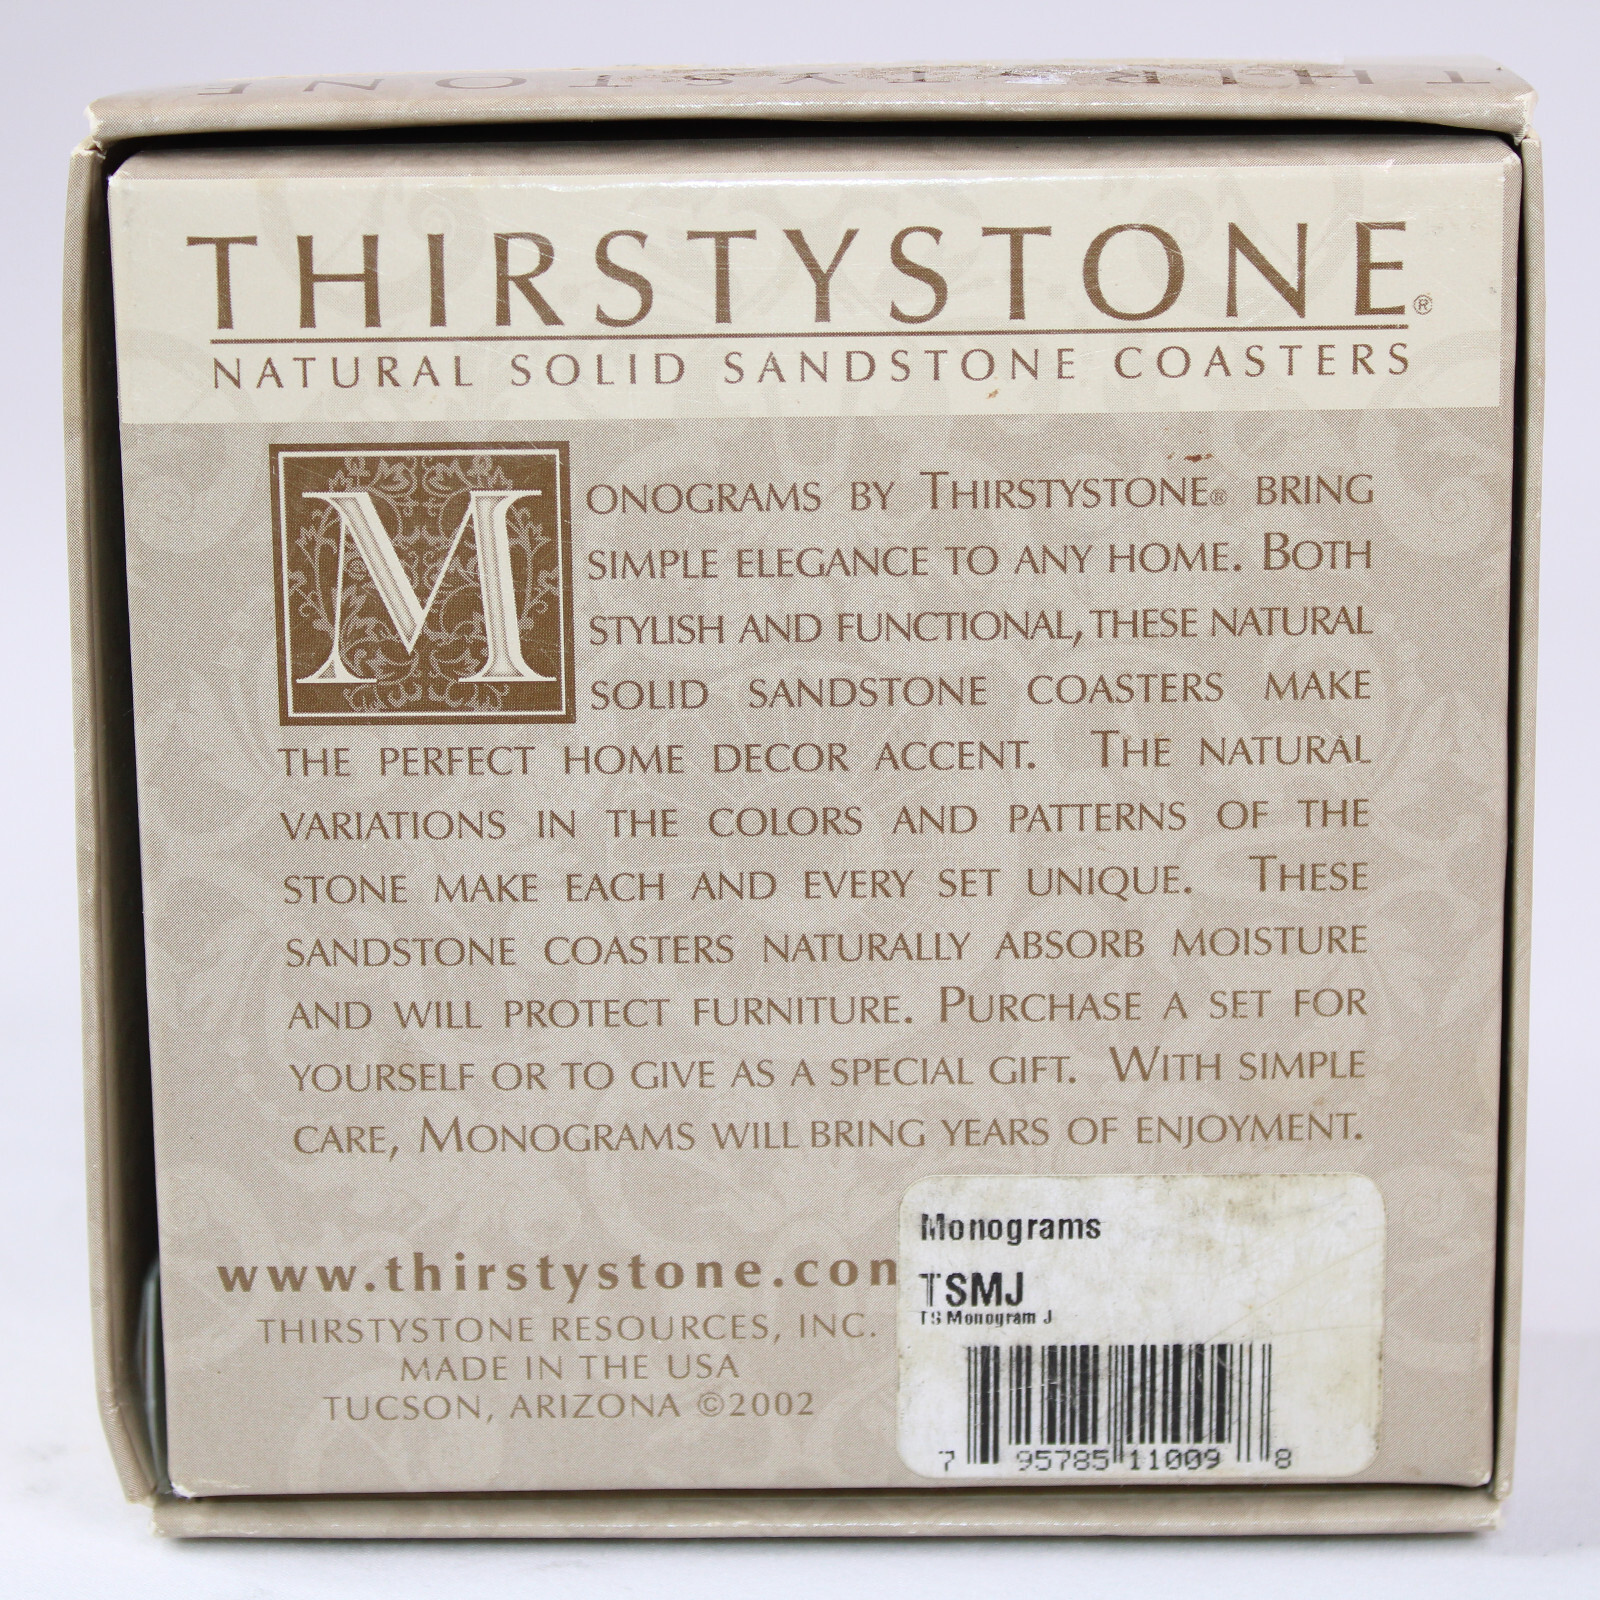 THIRSTYSTONE
THIRSTYSTONE®
NATURAL SOLID SANDSTONE COASTERS
MONOGRAMS BY THIRSTYSTONE® BRING
SIMPLE ELEGANCE TO ANY HOME. BOTH
STYLISH AND FUNCTIONAL, THESE NATURAL
SOLID SANDSTONE COASTERS MAKE
THE PERFECT HOME DECOR ACCENT. THE NATURAL
VARIATIONS IN THE COLORS AND PATTERNS OF THE
STONE MAKE EACH AND EVERY SET UNIQUE. THESE
SANDSTONE COASTERS NATURALLY ABSORB MOISTURE
AND WILL PROTECT FURNITURE. PURCHASE A SET FOR
YOURSELF OR TO GIVE AS A SPECIAL GIFT. WITH SIMPLE
CARE, MONOGRAMS WILL BRING YEARS OF ENJOYMENT.
www.thirstystone.con
THIRSTYSTONE RESOURCES, INC.
MADE IN THE USA
TUCSON, ARIZONA ©2002
Monograms
TSMJ
TS Monogram J
7 95785 11009 8